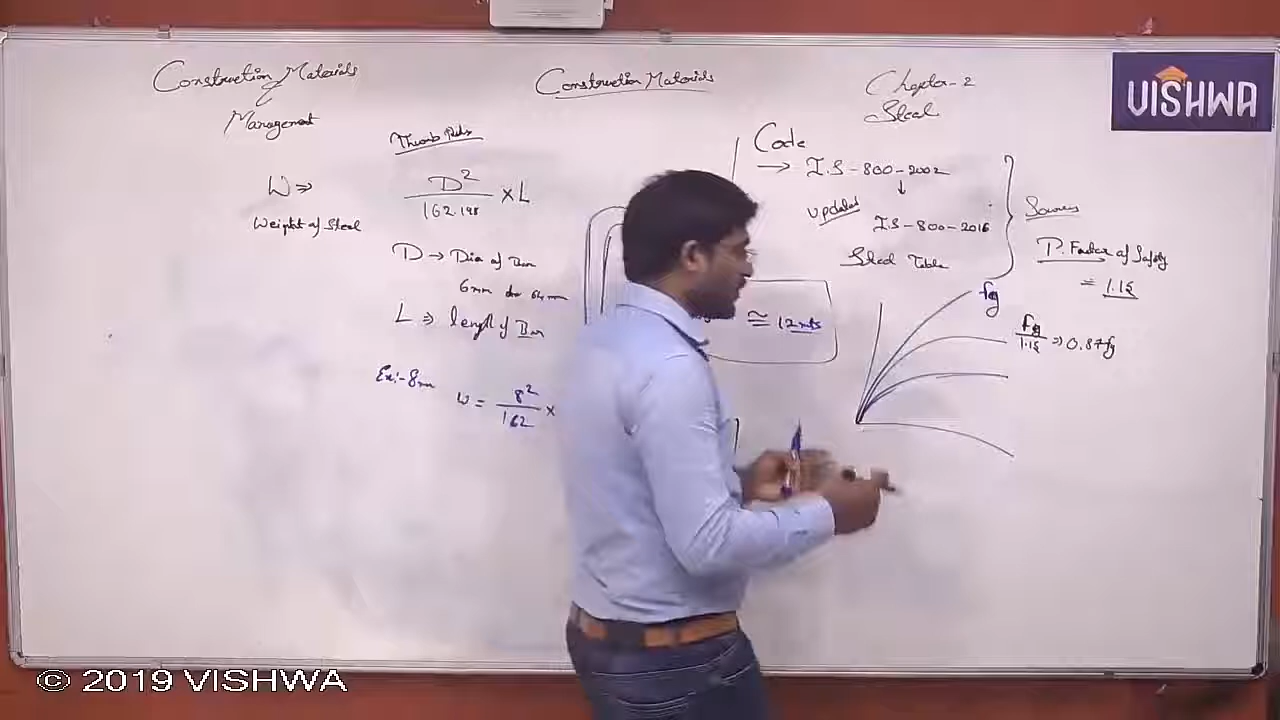 Construction Materials
Management
Construction Materials
Chapter-2
Steel
VISHWA
Thumb Rules
W ⇒ D² / 162.198 × L
Weight of Steel
D → Dia of Bar
6mm to 64mm
L ⇒ length of Bar
Ex:- 8mm
W = 8² / 162 ×
≅ 12mts
Code
→ I.S-800-2002
↓
Updated
I.S-800-2016
Steel Table
P. Factor of Safety
= 1.15
fy
fy / 1.15 ⇒ 0.87fy
© 2019 VISHWA